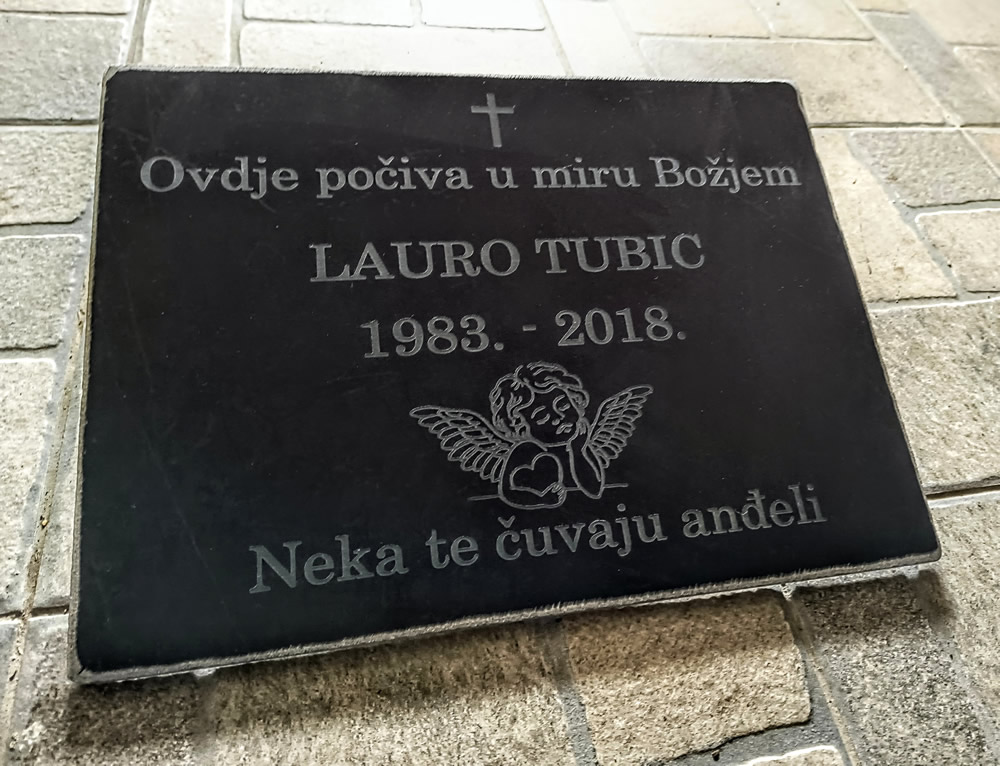 Ovdje počiva u miru Božjem
LAURO TUBIC
1983. - 2018.
Neka te čuvaju anđeli